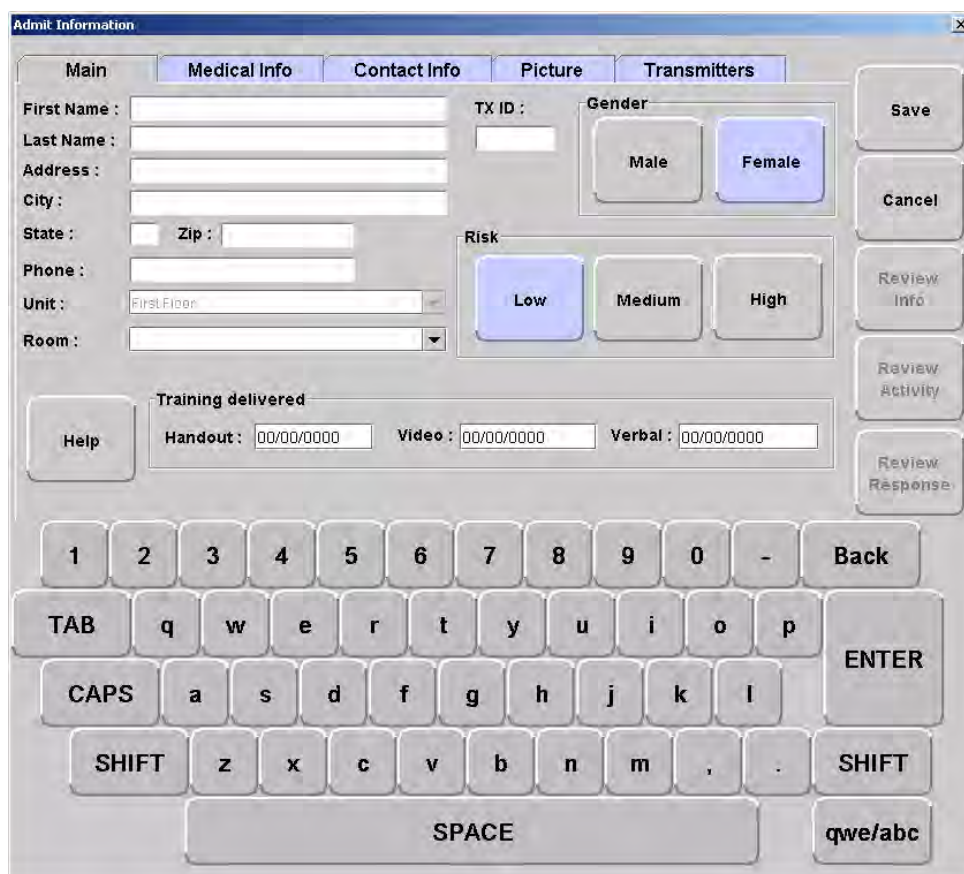 Admit Information
Main Medical Info Contact Info Picture Transmitters
First Name :
Last Name :
Address :
City :
State : Zip :
Phone :
Unit : First Floor
Room :
TX ID :
Gender
Male Female
Risk
Low Medium High
Save
Cancel
Review
Info
Review
Activity
Review
Response
Help
Training delivered
Handout : 00/00/0000 Video : 00/00/0000 Verbal : 00/00/0000
1 2 3 4 5 6 7 8 9 0 - Back
TAB q w e r t y u i o p
ENTER
CAPS a s d f g h j k l
SHIFT z x c v b n m , . SHIFT
SPACE qwe/abc